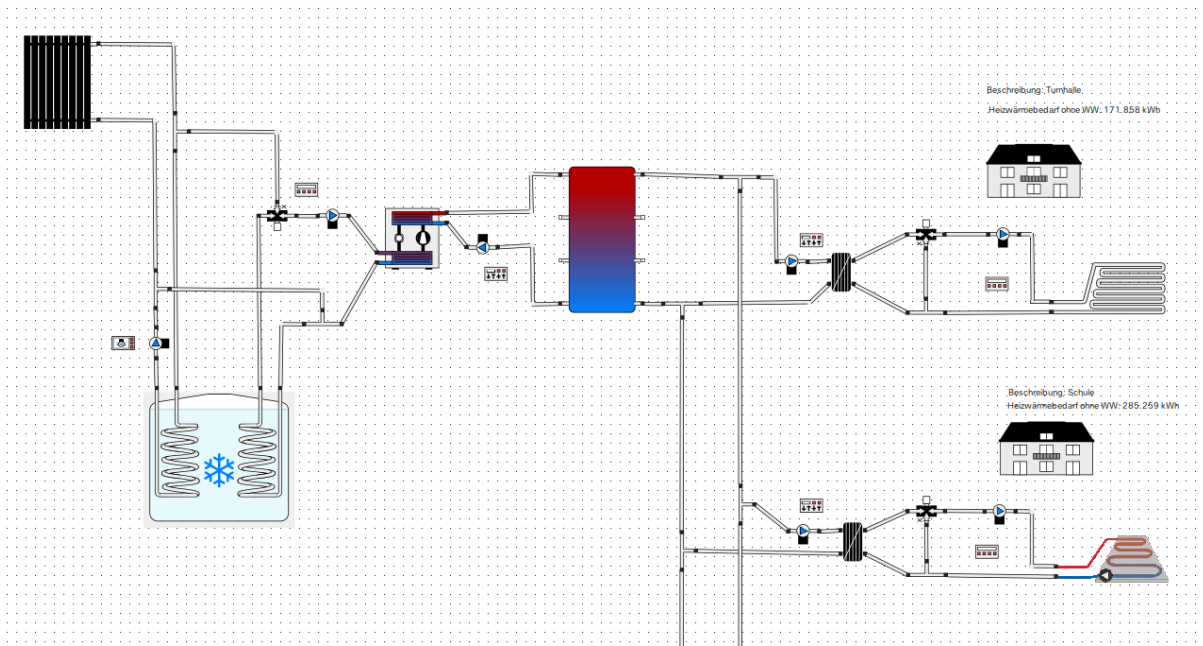 Beschreibung: Turnhalle
Heizwärmebedarf ohne WW: 171.858 kWh
Beschreibung: Schule
Heizwärmebedarf ohne WW: 285.259 kWh